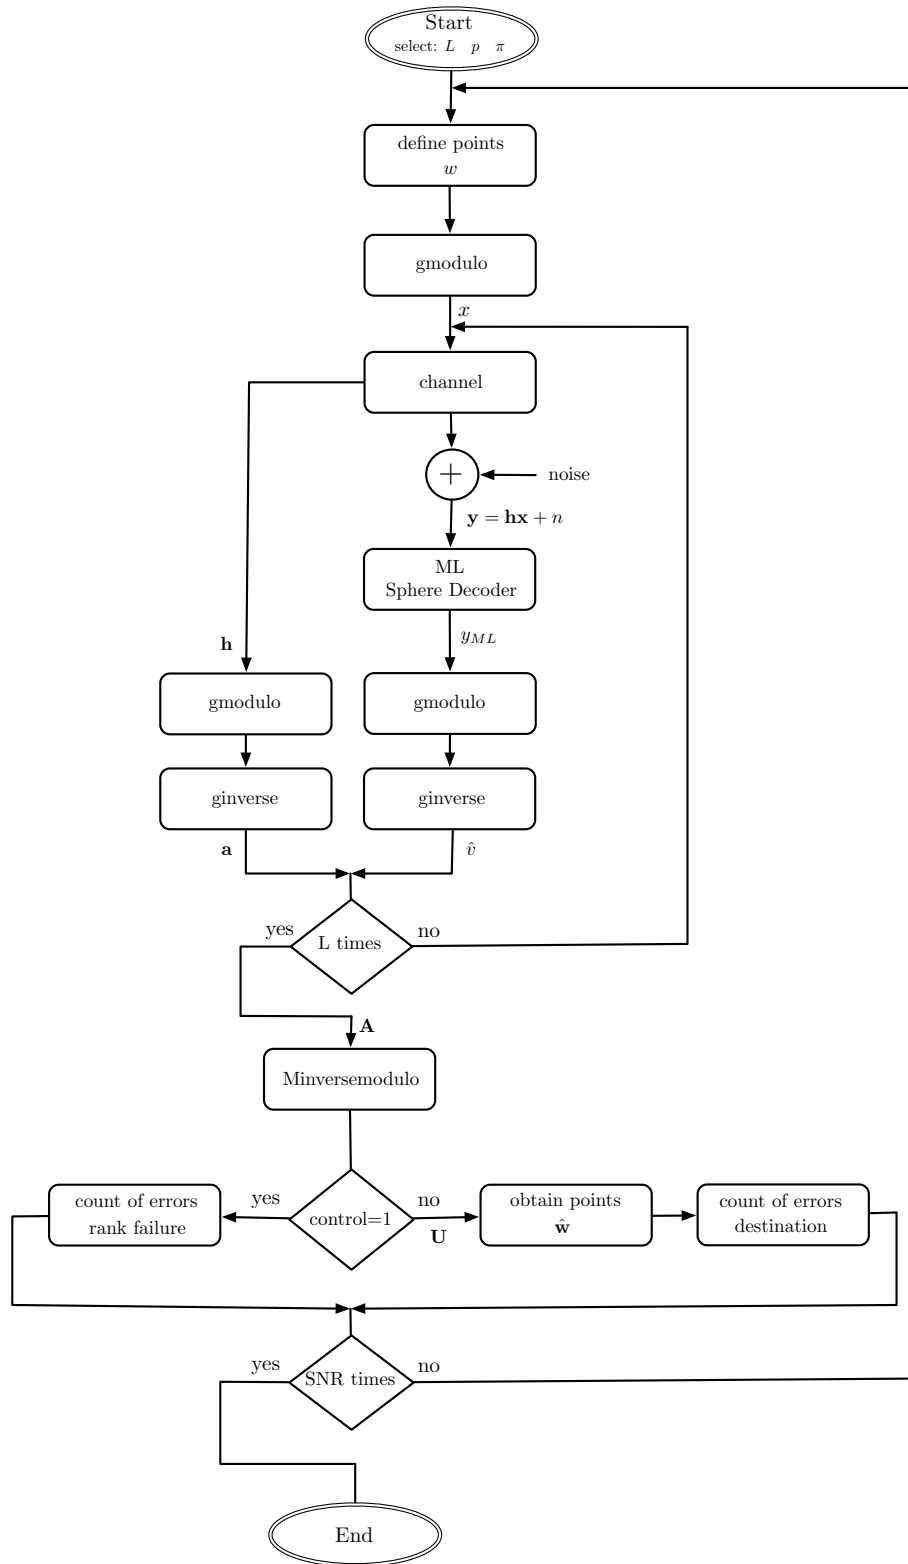 Start
select: L p π
define points
w
gmodulo
x
channel
+
noise
y = hx + n
ML
Sphere Decoder
h
y_{ML}
gmodulo
gmodulo
ginverse
ginverse
a
v̂
yes
no
L times
A
Minversemodulo
count of errors
rank failure
yes
control=1
no
U
obtain points
ŵ
count of errors
destination
yes
no
SNR times
End